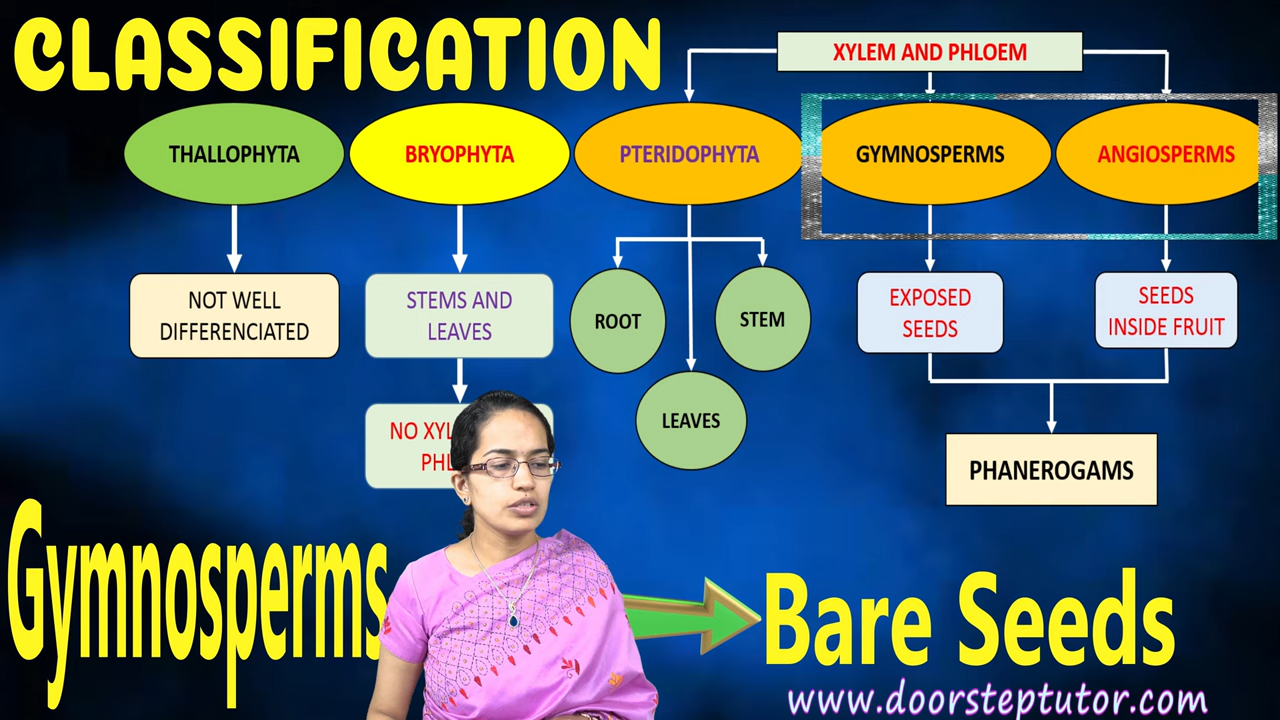 CLASSIFICATION
XYLEM AND PHLOEM
THALLOPHYTA
BRYOPHYTA
PTERIDOPHYTA
GYMNOSPERMS
ANGIOSPERMS
NOT WELL
DIFFERENCIATED
STEMS AND
LEAVES
ROOT
STEM
LEAVES
EXPOSED
SEEDS
SEEDS
INSIDE FRUIT
NO
PHANEROGAMS
Gymnosperms
Bare Seeds
www.doorsteptutor.com